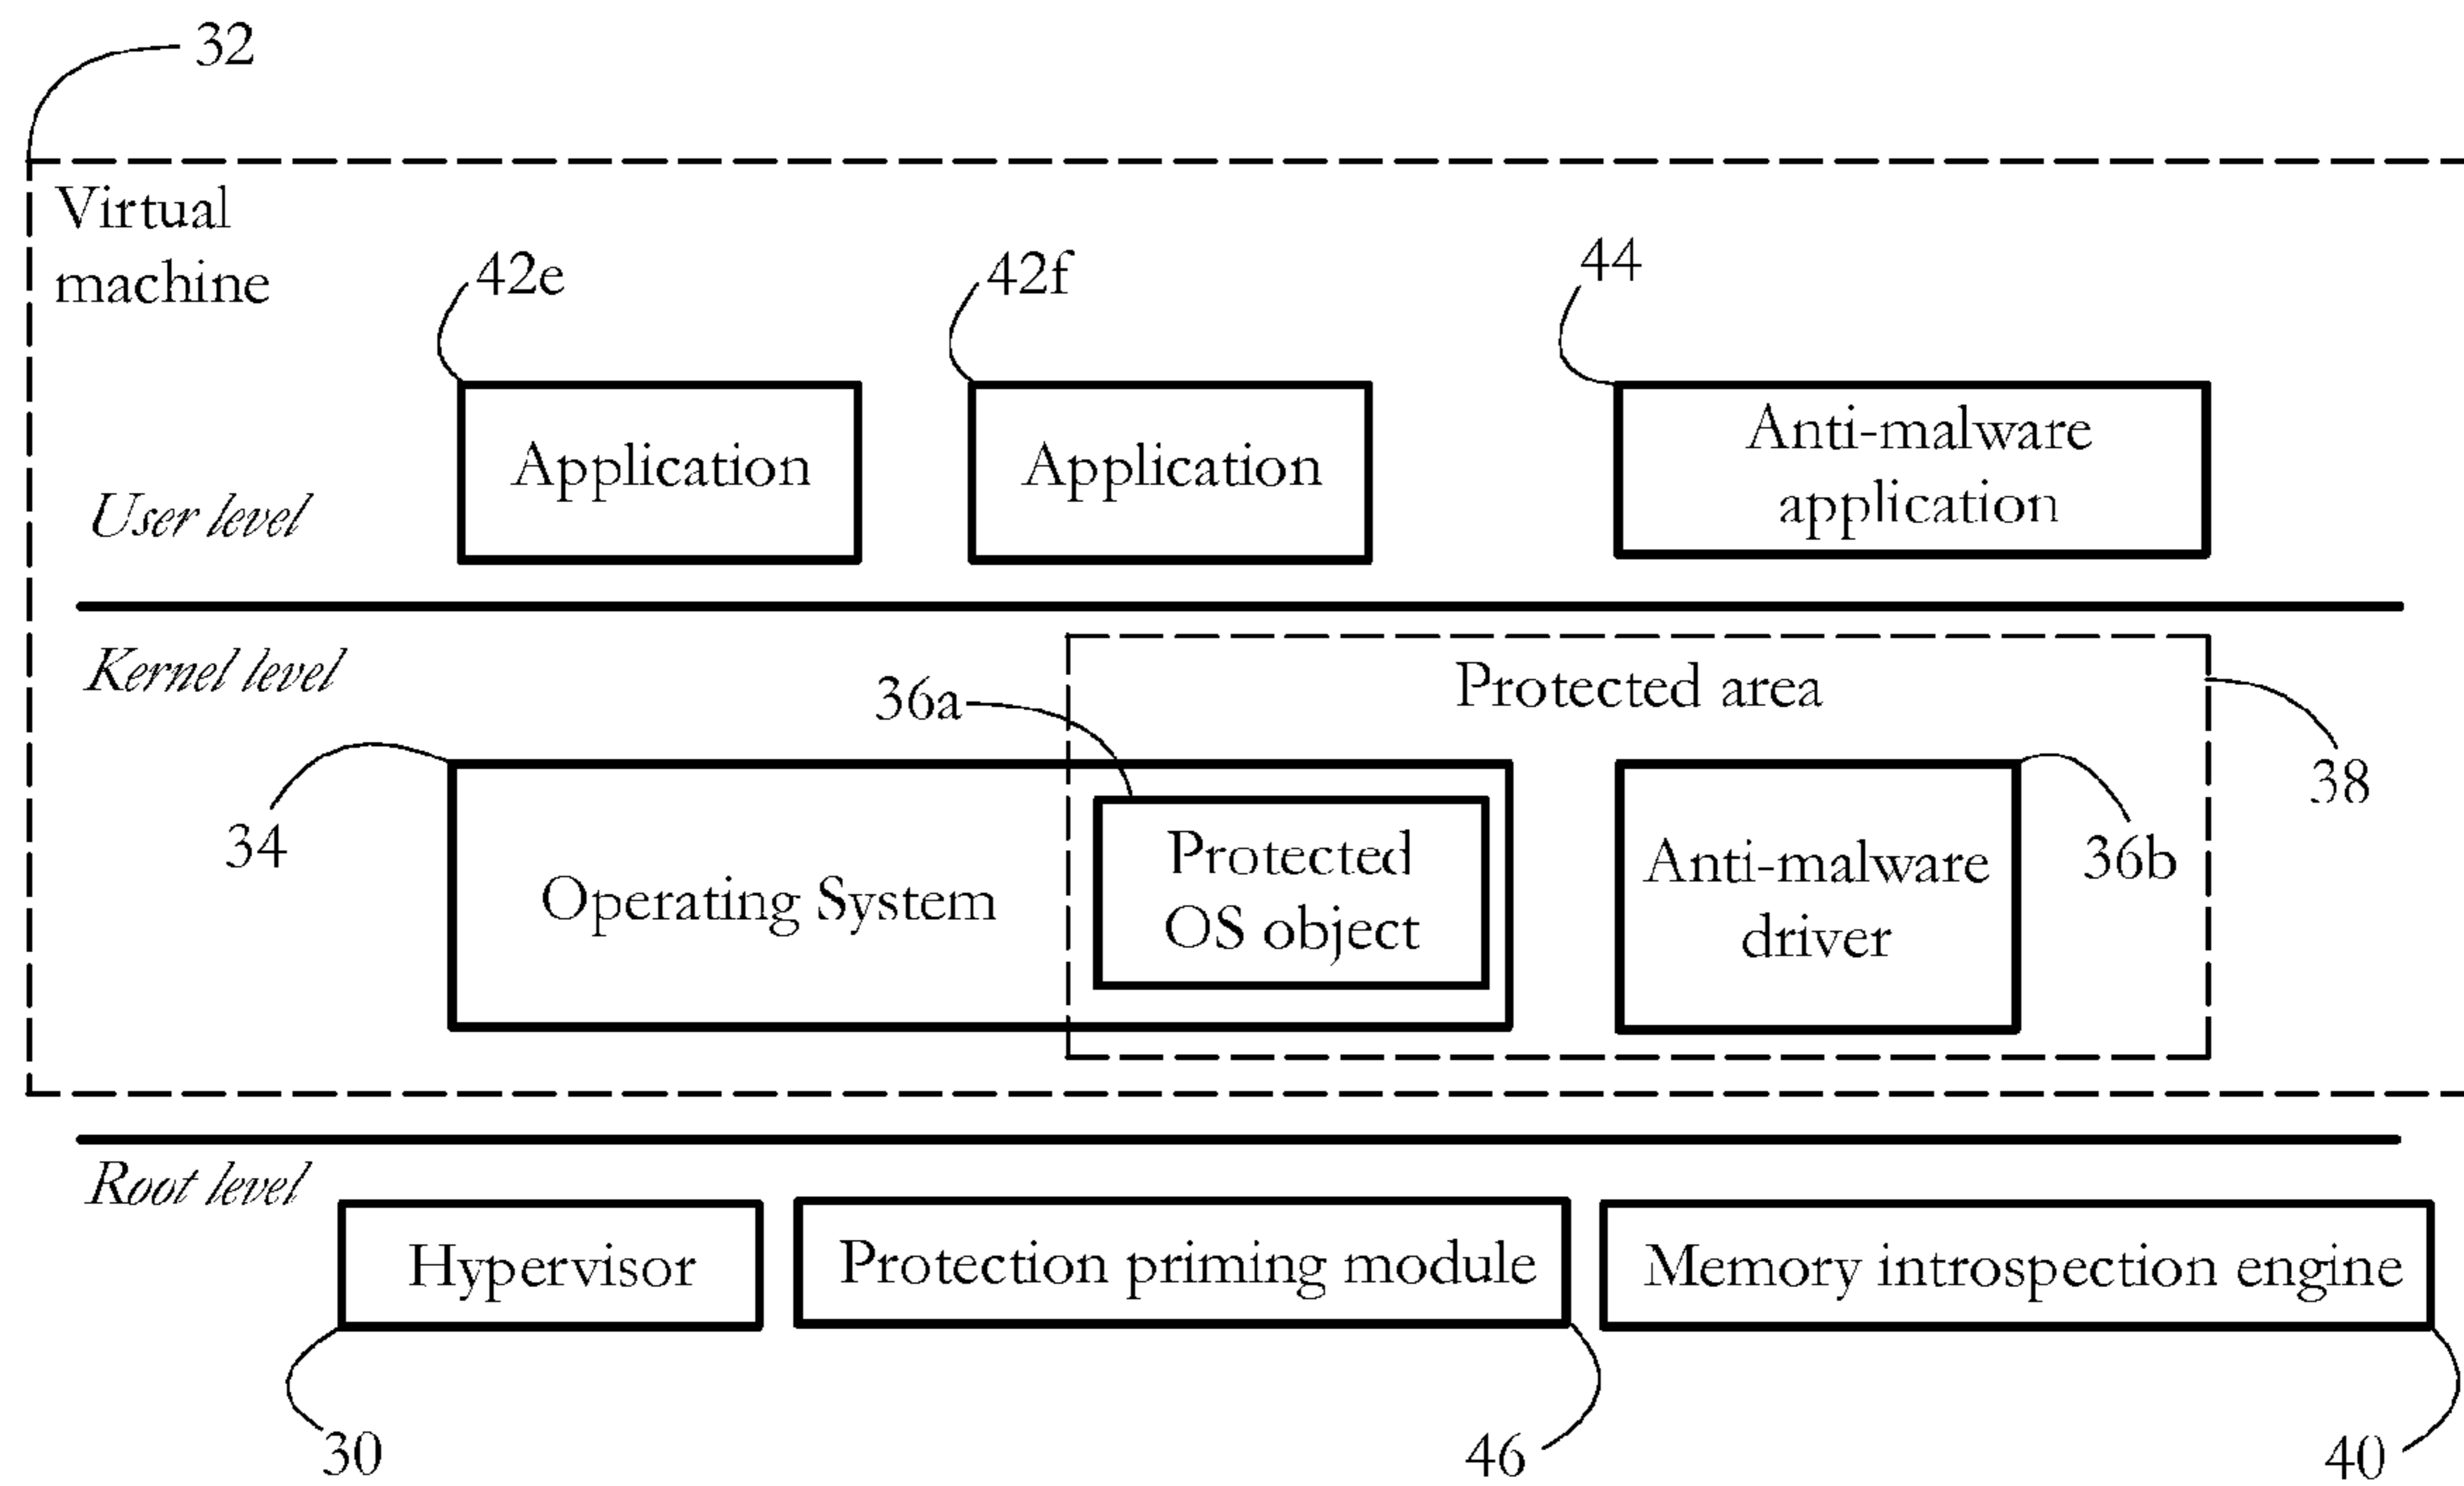 32
Virtual
machine
42e
42f
44
Application
Application
Anti-malware
application
User level
Kernel level
Protected area
36a
38
34
Operating System
Protected
OS object
Anti-malware
driver
36b
Root level
Hypervisor
Protection priming module
Memory introspection engine
30
46
40